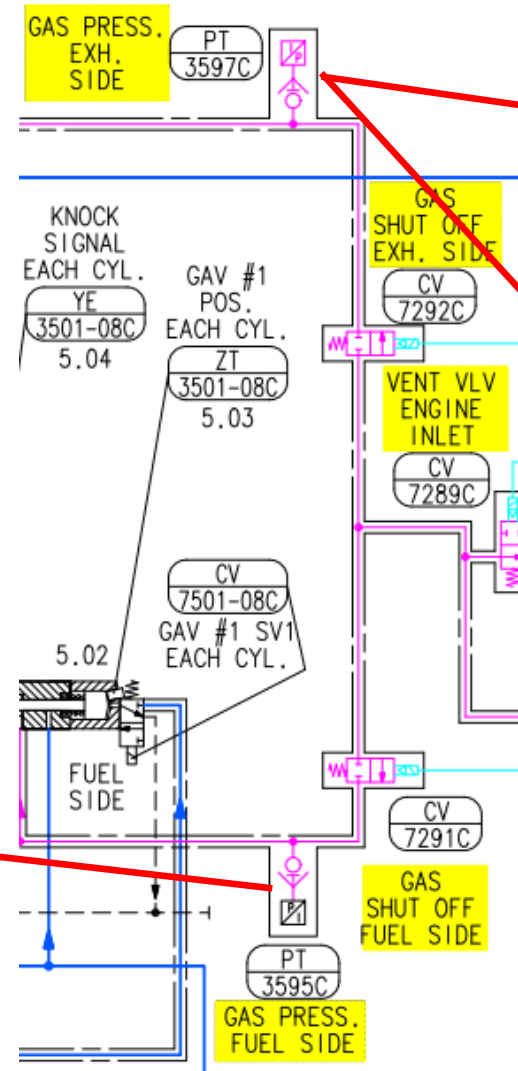 GAS PRESS.
EXH.
SIDE
PT
3597C
I
P
GAS
SHUT OFF
EXH. SIDE
CV
7292C
KNOCK
SIGNAL
EACH CYL.
YE
3501-08C
5.04
GAV #1
POS.
EACH CYL.
ZT
3501-08C
5.03
VENT VLV
ENGINE
INLET
CV
7289C
CV
7501-08C
GAV #1 SV1
EACH CYL.
5.02
FUEL
SIDE
CV
7291C
GAS
SHUT OFF
FUEL SIDE
P
I
PT
3595C
GAS PRESS.
FUEL SIDE